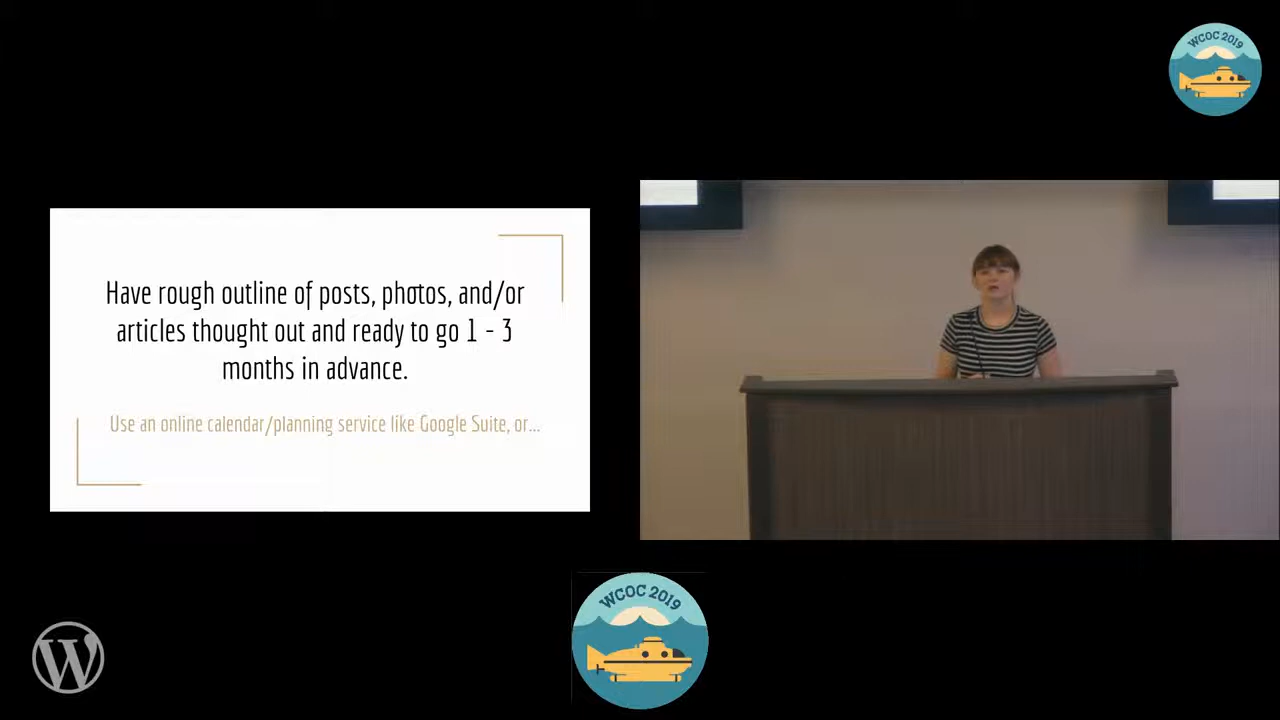 WCOC 2019
Have rough outline of posts, photos, and/or
articles thought out and ready to go 1 - 3
months in advance.
Use an online calendar/planning service like Google Suite, or...
WCOC 2019